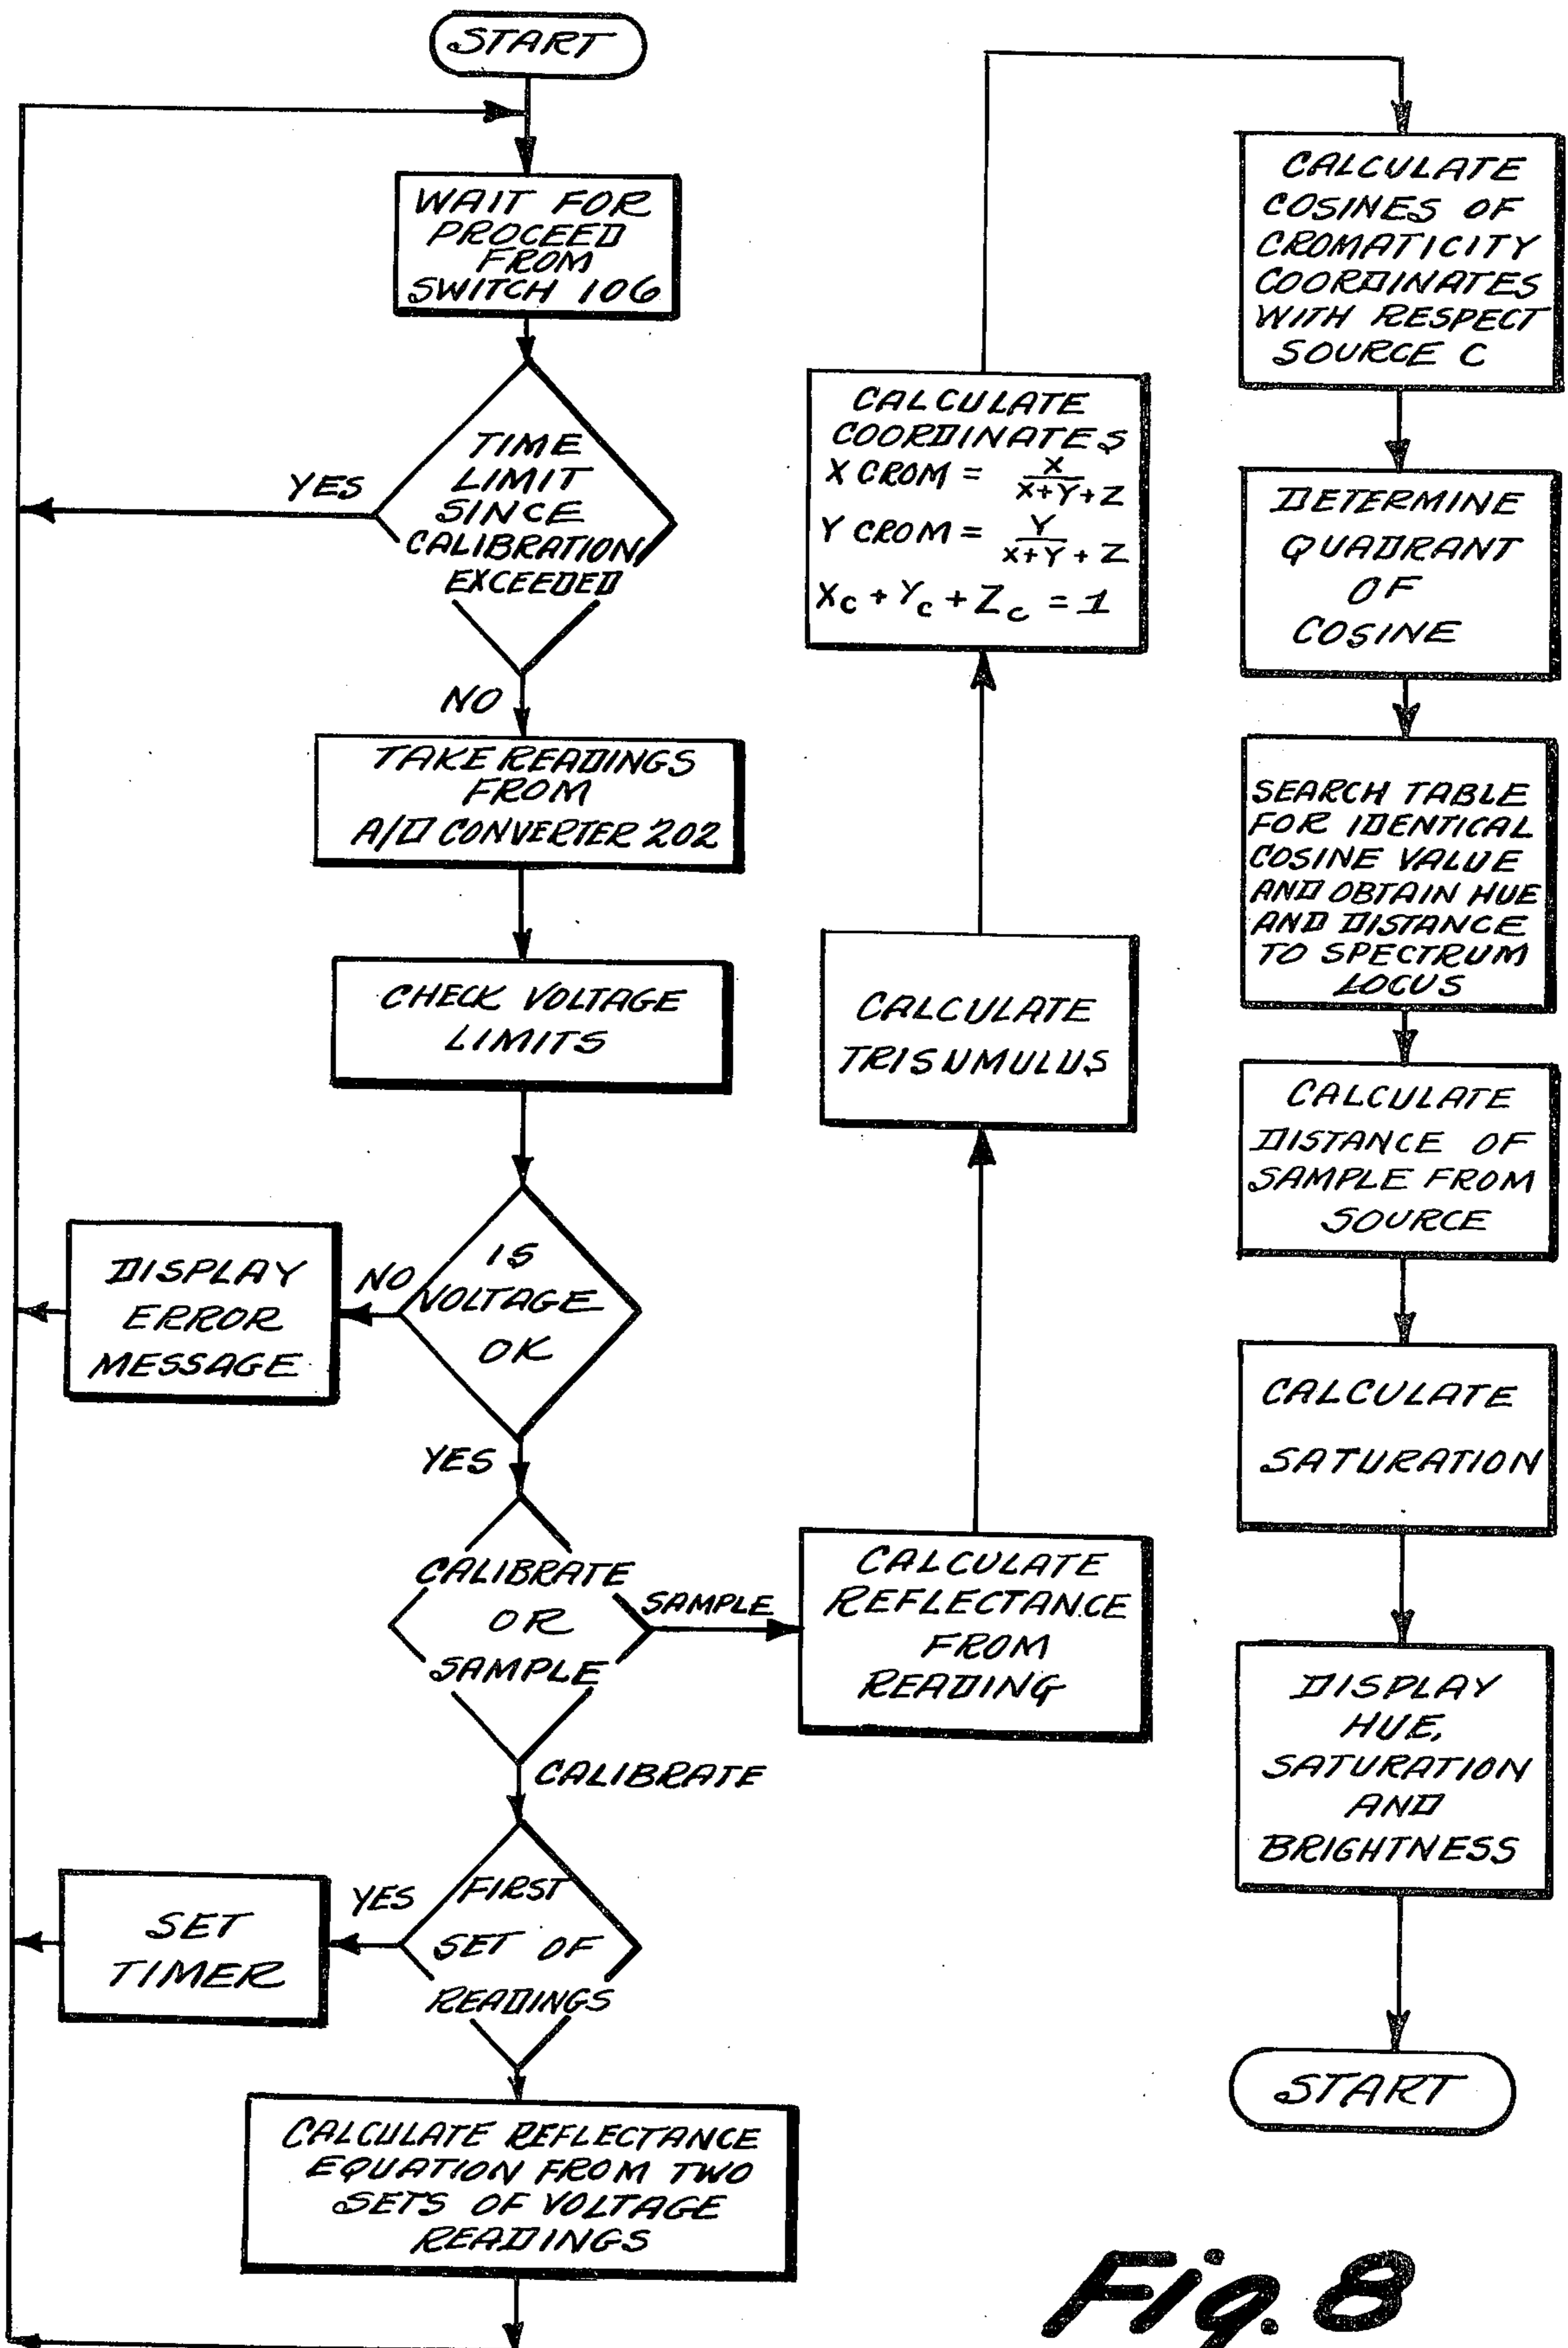 START
WAIT FOR
PROCEED
FROM
SWITCH 106
TIME
LIMIT
SINCE
CALIBRATION
EXCEEDED
YES
NO
TAKE READINGS
FROM
A/D CONVERTER 202
CHECK VOLTAGE
LIMITS
IS
VOLTAGE
OK
NO
DISPLAY
ERROR
MESSAGE
YES
CALIBRATE
OR
SAMPLE
SAMPLE
CALIBRATE
FIRST
SET OF
READINGS
YES
SET
TIMER
CALCULATE REFLECTANCE
EQUATION FROM TWO
SETS OF VOLTAGE
READINGS
CALCULATE
REFLECTANCE
FROM
READING
CALCULATE
TRISUMULUS
CALCULATE
COORDINATES
X CROM = X / X+Y+Z
Y CROM = Y / X+Y+Z
Xc + Yc + Zc = 1
CALCULATE
COSINES OF
CROMATICITY
COORDINATES
WITH RESPECT
SOURCE C
DETERMINE
QUADRANT
OF
COSINE
SEARCH TABLE
FOR IDENTICAL
COSINE VALUE
AND OBTAIN HUE
AND DISTANCE
TO SPECTRUM
LOCUS
CALCULATE
DISTANCE OF
SAMPLE FROM
SOURCE
CALCULATE
SATURATION
DISPLAY
HUE,
SATURATION
AND
BRIGHTNESS
START
Fig. 8